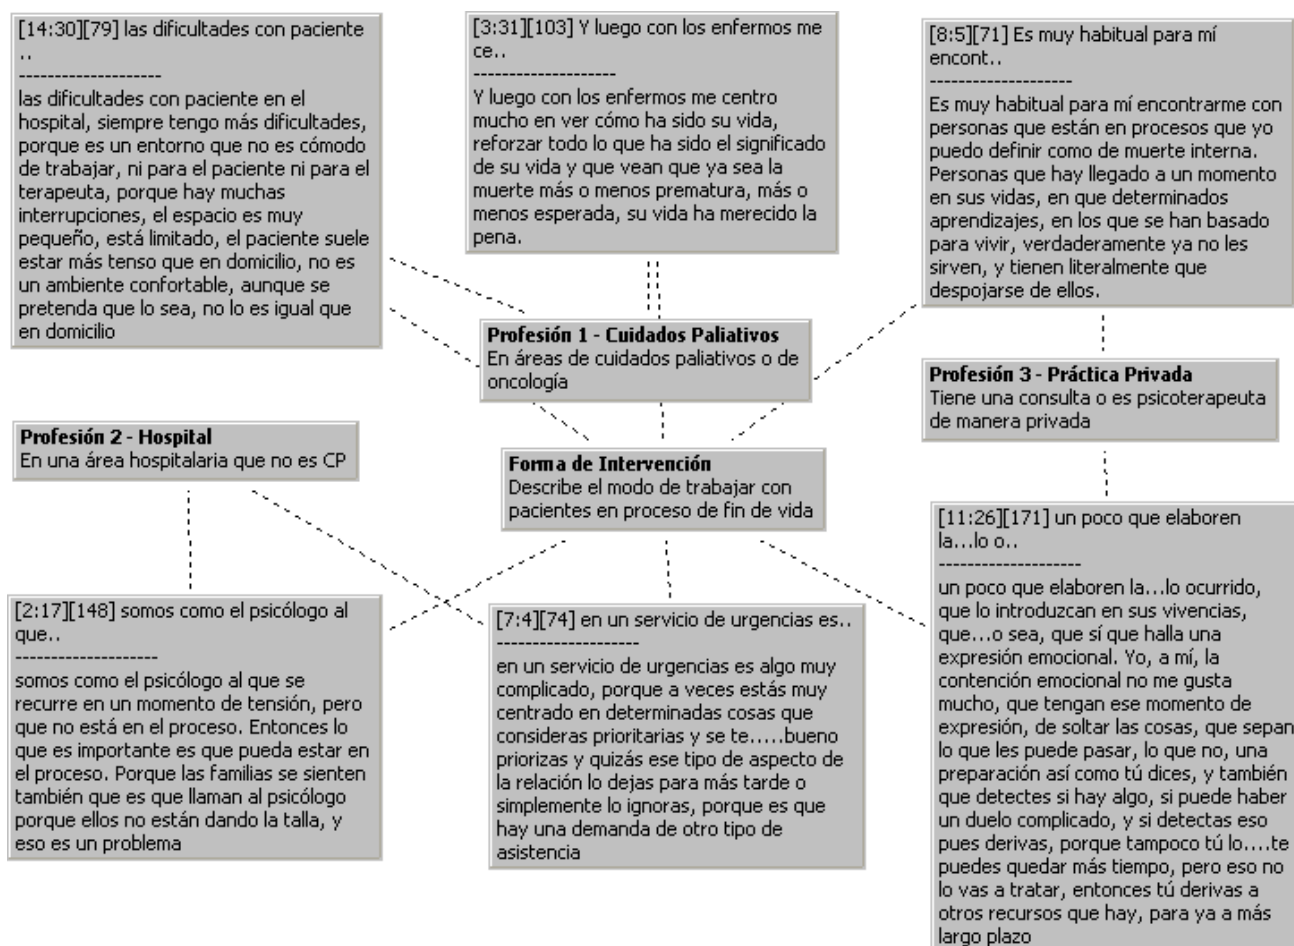 [14:30][79] las dificultades con paciente
..
--------------------
las dificultades con paciente en el
hospital, siempre tengo más dificultades,
porque es un entorno que no es cómodo
de trabajar, ni para el paciente ni para el
terapeuta, porque hay muchas
interrupciones, el espacio es muy
pequeño, está limitado, el paciente suele
estar más tenso que en domicilio, no es
un ambiente confortable, aunque se
pretenda que lo sea, no lo es igual que
en domicilio
[3:31][103] Y luego con los enfermos me
ce..
--------------------
Y luego con los enfermos me centro
mucho en ver cómo ha sido su vida,
reforzar todo lo que ha sido el significado
de su vida y que vean que ya sea la
muerte más o menos prematura, más o
menos esperada, su vida ha merecido la
pena.
[8:5][71] Es muy habitual para mí
encont..
--------------------
Es muy habitual para mí encontrarme con
personas que están en procesos que yo
puedo definir como de muerte interna.
Personas que hay llegado a un momento
en sus vidas, en que determinados
aprendizajes, en los que se han basado
para vivir, verdaderamente ya no les
sirven, y tienen literalmente que
despojarse de ellos.
Profesión 1 - Cuidados Paliativos
En áreas de cuidados paliativos o de
oncología
Profesión 3 - Práctica Privada
Tiene una consulta o es psicoterapeuta
de manera privada
Profesión 2 - Hospital
En una área hospitalaria que no es CP
Forma de Intervención
Describe el modo de trabajar con
pacientes en proceso de fin de vida
[2:17][148] somos como el psicólogo al
que..
--------------------
somos como el psicólogo al que se
recurre en un momento de tensión, pero
que no está en el proceso. Entonces lo
que es importante es que pueda estar en
el proceso. Porque las familias se sienten
también que es que llaman al psicólogo
porque ellos no están dando la talla, y
eso es un problema
[7:4][74] en un servicio de urgencias es..
--------------------
en un servicio de urgencias es algo muy
complicado, porque a veces estás muy
centrado en determinadas cosas que
consideras prioritarias y se te.....bueno
priorizas y quizás ese tipo de aspecto de
la relación lo dejas para más tarde o
simplemente lo ignoras, porque es que
hay una demanda de otro tipo de
asistencia
[11:26][171] un poco que elaboren
la...lo o..
--------------------
un poco que elaboren la...lo ocurrido,
que lo introduzcan en sus vivencias,
que...o sea, que sí que halla una
expresión emocional. Yo, a mí, la
contención emocional no me gusta
mucho, que tengan ese momento de
expresión, de soltar las cosas, que sepan
lo que les puede pasar, lo que no, una
preparación así como tú dices, y también
que detectes si hay algo, si puede haber
un duelo complicado, y si detectas eso
pues derivas, porque tampoco tú lo....te
puedes quedar más tiempo, pero eso no
lo vas a tratar, entonces tú derivas a
otros recursos que hay, para ya a más
largo plazo